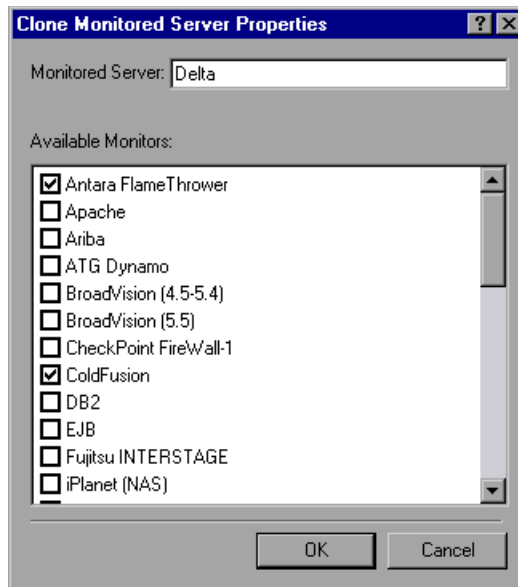 Clone Monitored Server Properties
Monitored Server: Delta
Available Monitors:
Antara FlameThrower
Apache
Ariba
ATG Dynamo
BroadVision (4.5-5.4)
BroadVision (5.5)
CheckPoint FireWall-1
ColdFusion
DB2
EJB
Fujitsu INTERSTAGE
iPlanet (NAS)
OK Cancel